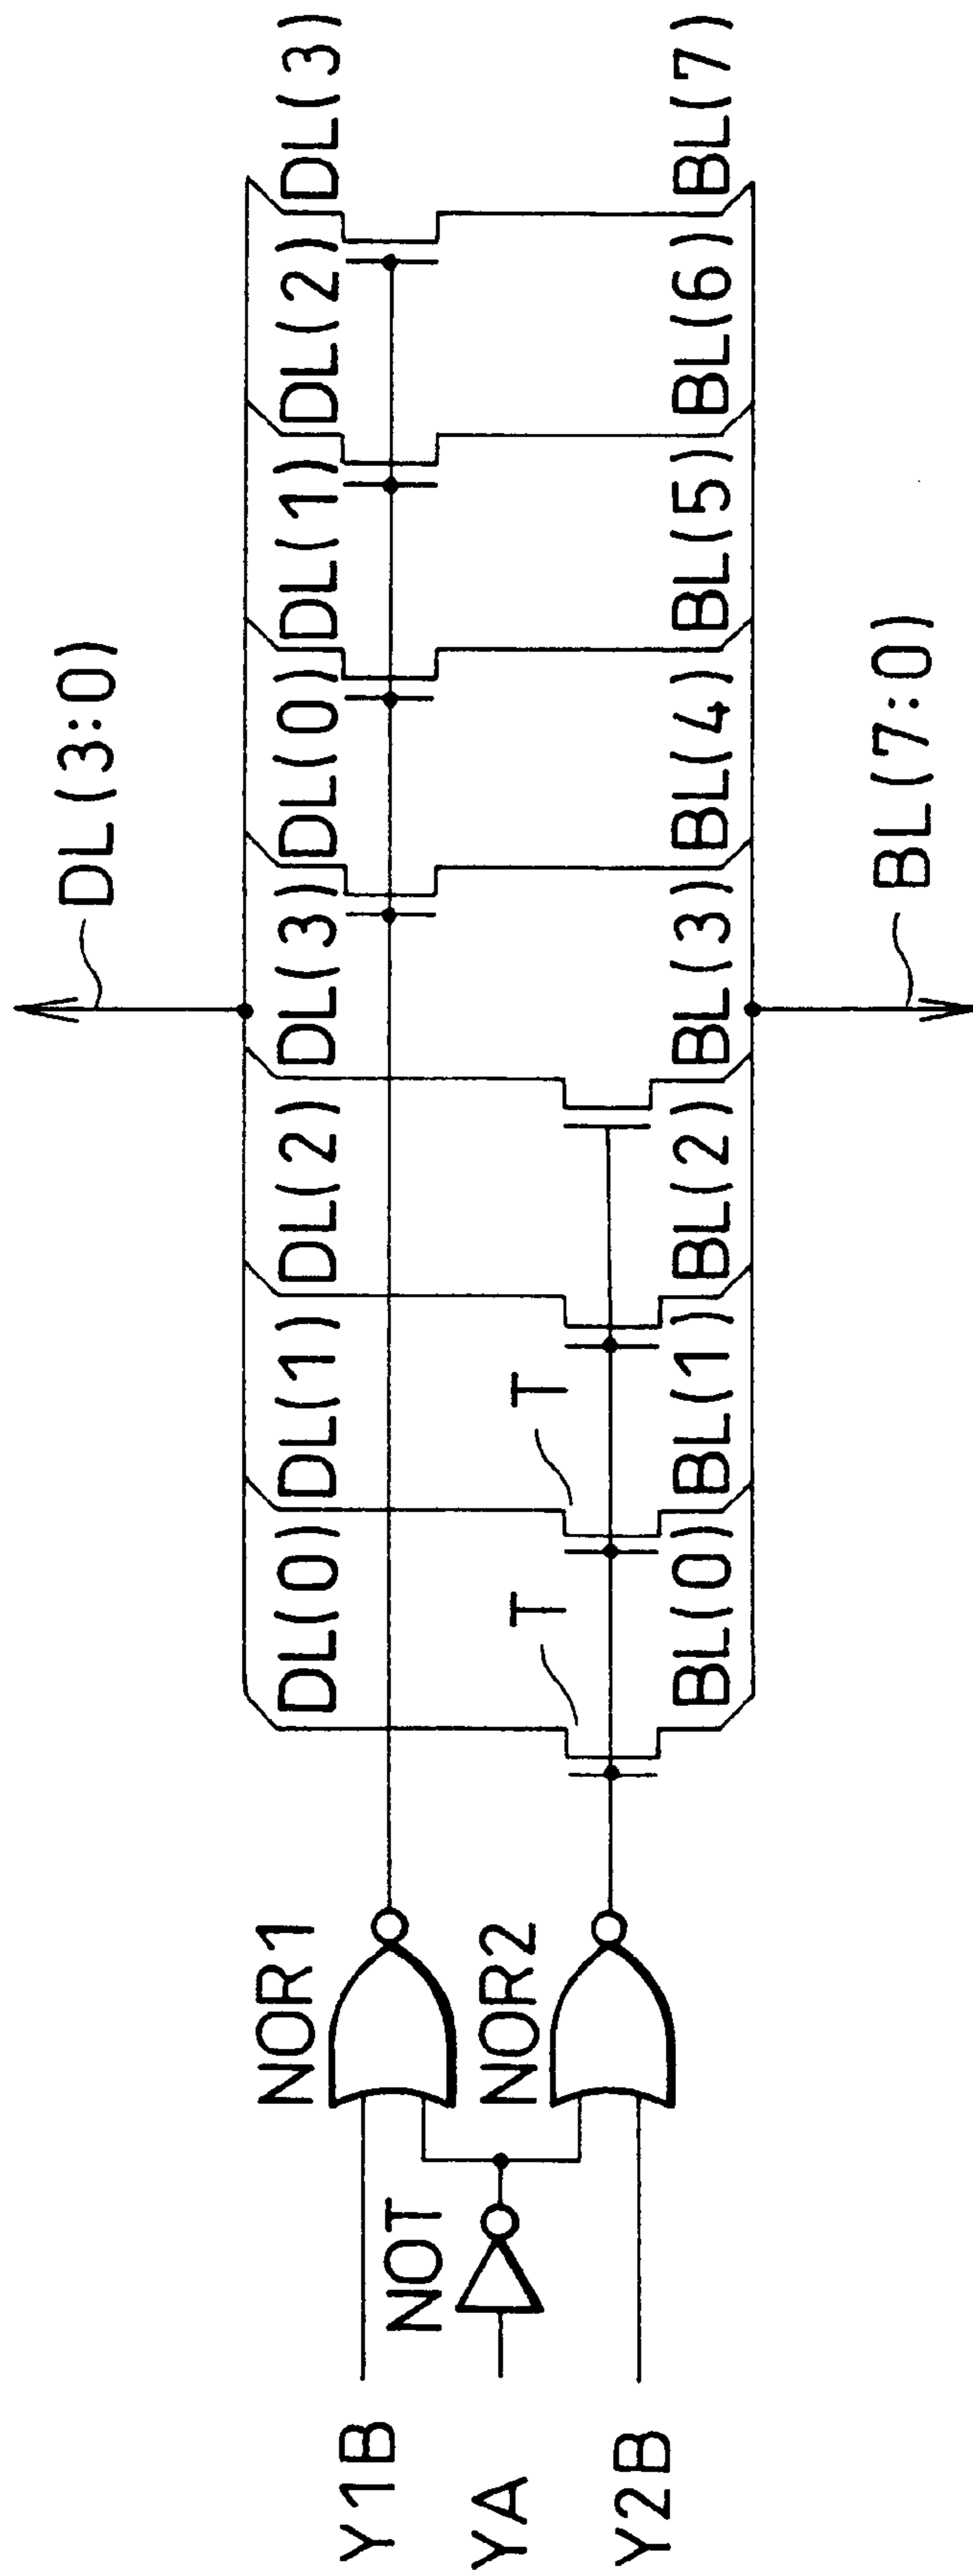 DL(3:0)
DL(0) DL(1) DL(2) DL(3) DL(0) DL(1) DL(2) DL(3)
NOR1
Y1B
NOT
T T
YA
NOR2
Y2B
BL(0) BL(1) BL(2) BL(3) BL(4) BL(5) BL(6) BL(7)
BL(7:0)